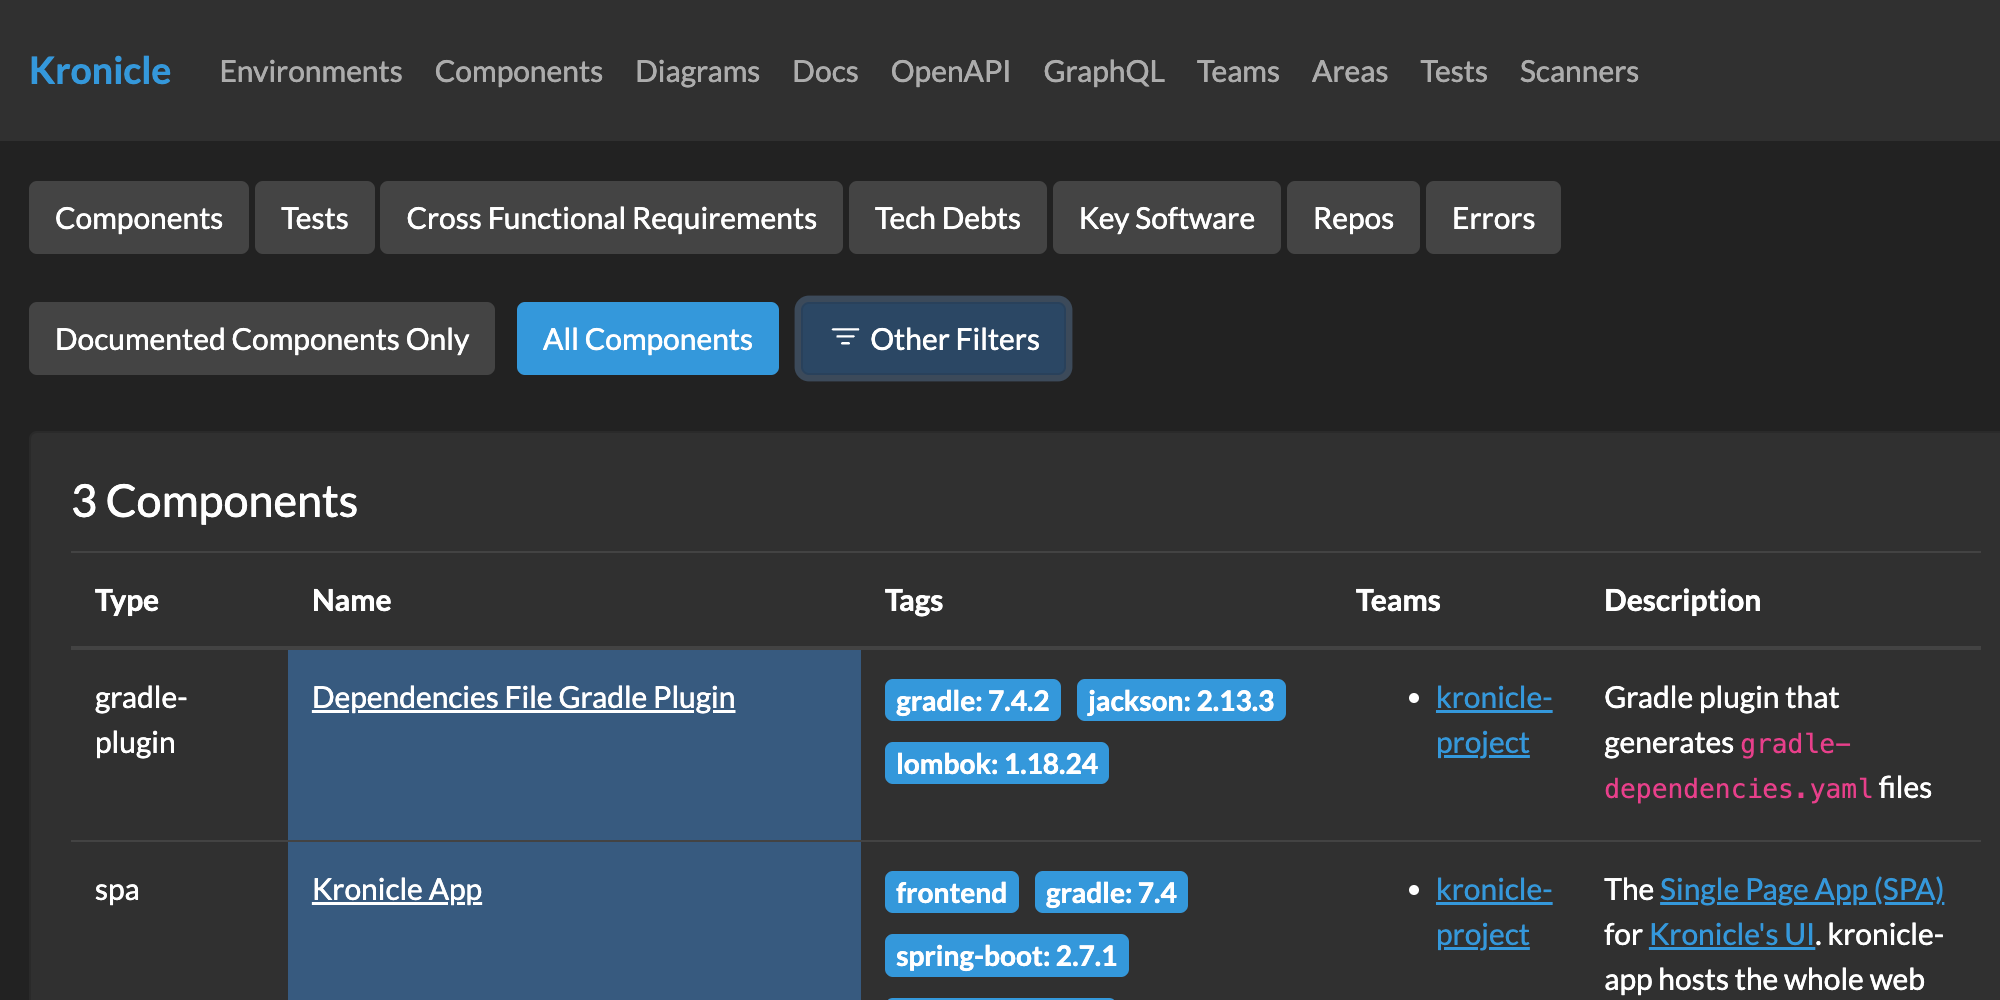 Kronicle Environments Components Diagrams Docs OpenAPI GraphQL Teams Areas Tests Scanners
Components Tests Cross Functional Requirements Tech Debts Key Software Repos Errors
Documented Components Only All Components Other Filters
3 Components
Type Name Tags Teams Description
gradle-
plugin
Dependencies File Gradle Plugin
gradle: 7.4.2 jackson: 2.13.3
lombok: 1.18.24
• kronicle-
project
Gradle plugin that
generates gradle-
dependencies.yaml files
spa
Kronicle App
frontend gradle: 7.4
spring-boot: 2.7.1
• kronicle-
project
The Single Page App (SPA)
for Kronicle's UI. kronicle-
app hosts the whole web